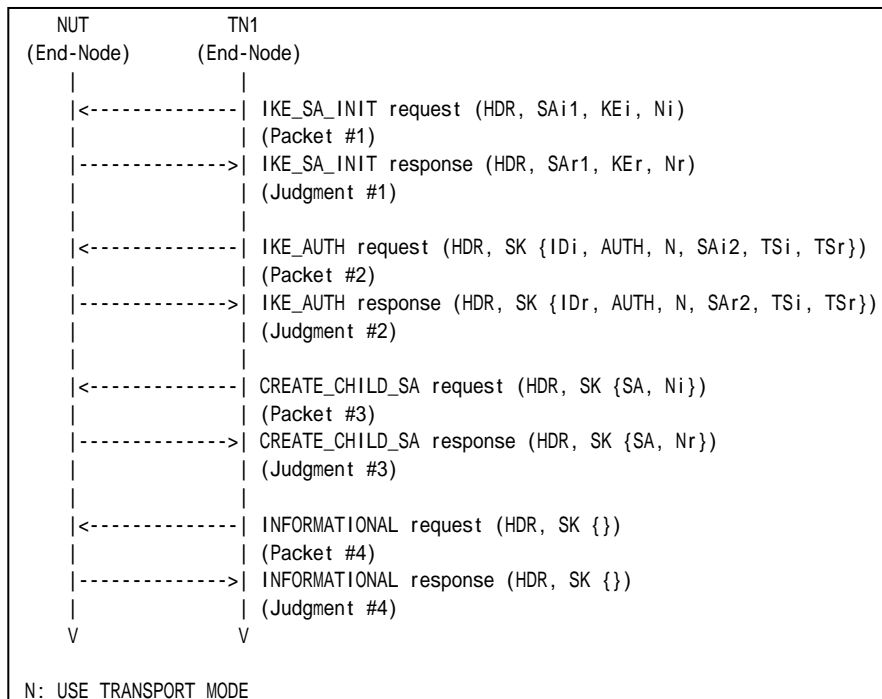 NUT TN1
(End-Node) (End-Node)
| |
|<--------------| IKE_SA_INIT request (HDR, SAi1, KEi, Ni)
| | (Packet #1)
|-------------->| IKE_SA_INIT response (HDR, SAr1, KEr, Nr)
| | (Judgment #1)
| |
|<--------------| IKE_AUTH request (HDR, SK {IDi, AUTH, N, SAi2, TSi, TSr})
| | (Packet #2)
|-------------->| IKE_AUTH response (HDR, SK {IDr, AUTH, N, SAr2, TSi, TSr})
| | (Judgment #2)
| |
|<--------------| CREATE_CHILD_SA request (HDR, SK {SA, Ni})
| | (Packet #3)
|-------------->| CREATE_CHILD_SA response (HDR, SK {SA, Nr})
| | (Judgment #3)
| |
|<--------------| INFORMATIONAL request (HDR, SK {})
| | (Packet #4)
|-------------->| INFORMATIONAL response (HDR, SK {})
| | (Judgment #4)
V V
N: USE TRANSPORT MODE